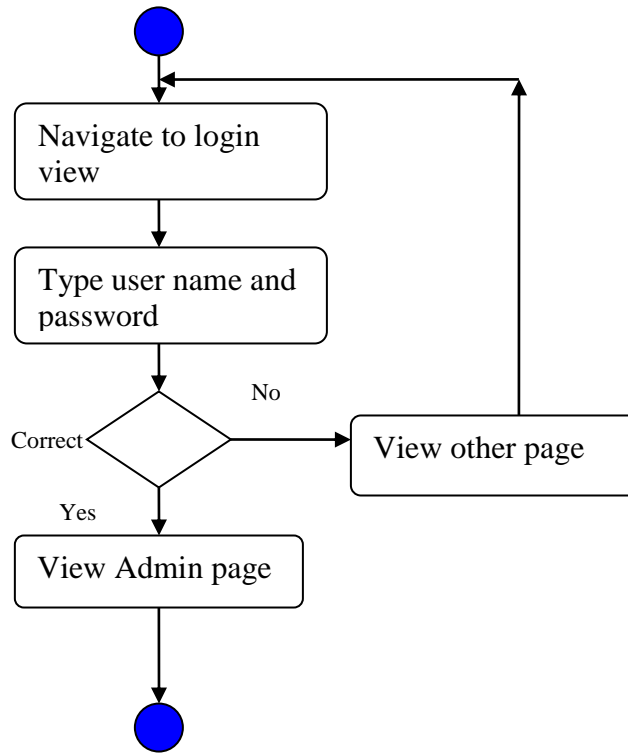 Navigate to login
view
Type user name and
password
No
Correct
View other page
Yes
View Admin page